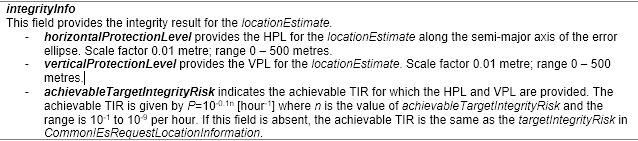 integrityInfo
This field provides the integrity result for the locationEstimate.
- horizontalProtectionLevel provides the HPL for the locationEstimate along the semi-major axis of the error
ellipse. Scale factor 0.01 metre; range 0 – 500 metres.
- verticalProtectionLevel provides the VPL for the locationEstimate. Scale factor 0.01 metre; range 0 – 500
metres.
- achievableTargetIntegrityRisk indicates the achievable TIR for which the HPL and VPL are provided. The
achievable TIR is given by P=10^-0.1n [hour^-1] where n is the value of achievableTargetIntegrityRisk and the
range is 10^-1 to 10^-9 per hour. If this field is absent, the achievable TIR is the same as the targetIntegrityRisk in
CommonIEsRequestLocationInformation.